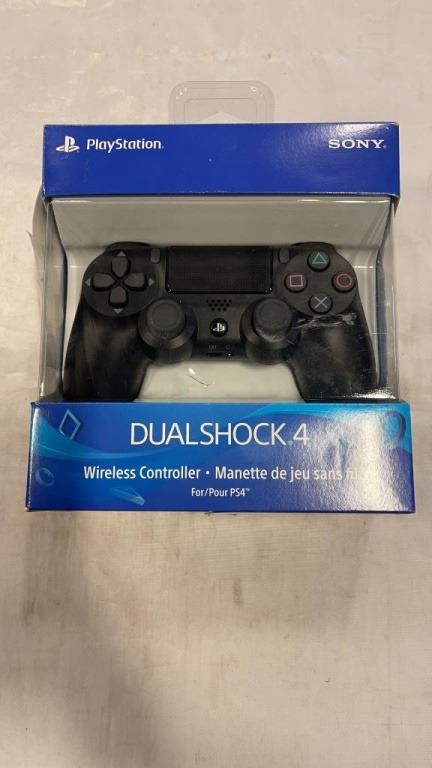 PlayStation.
SONY
DUALSHOCK 4
Wireless Controller • Manette de jeu sans
For/Pour PS4™